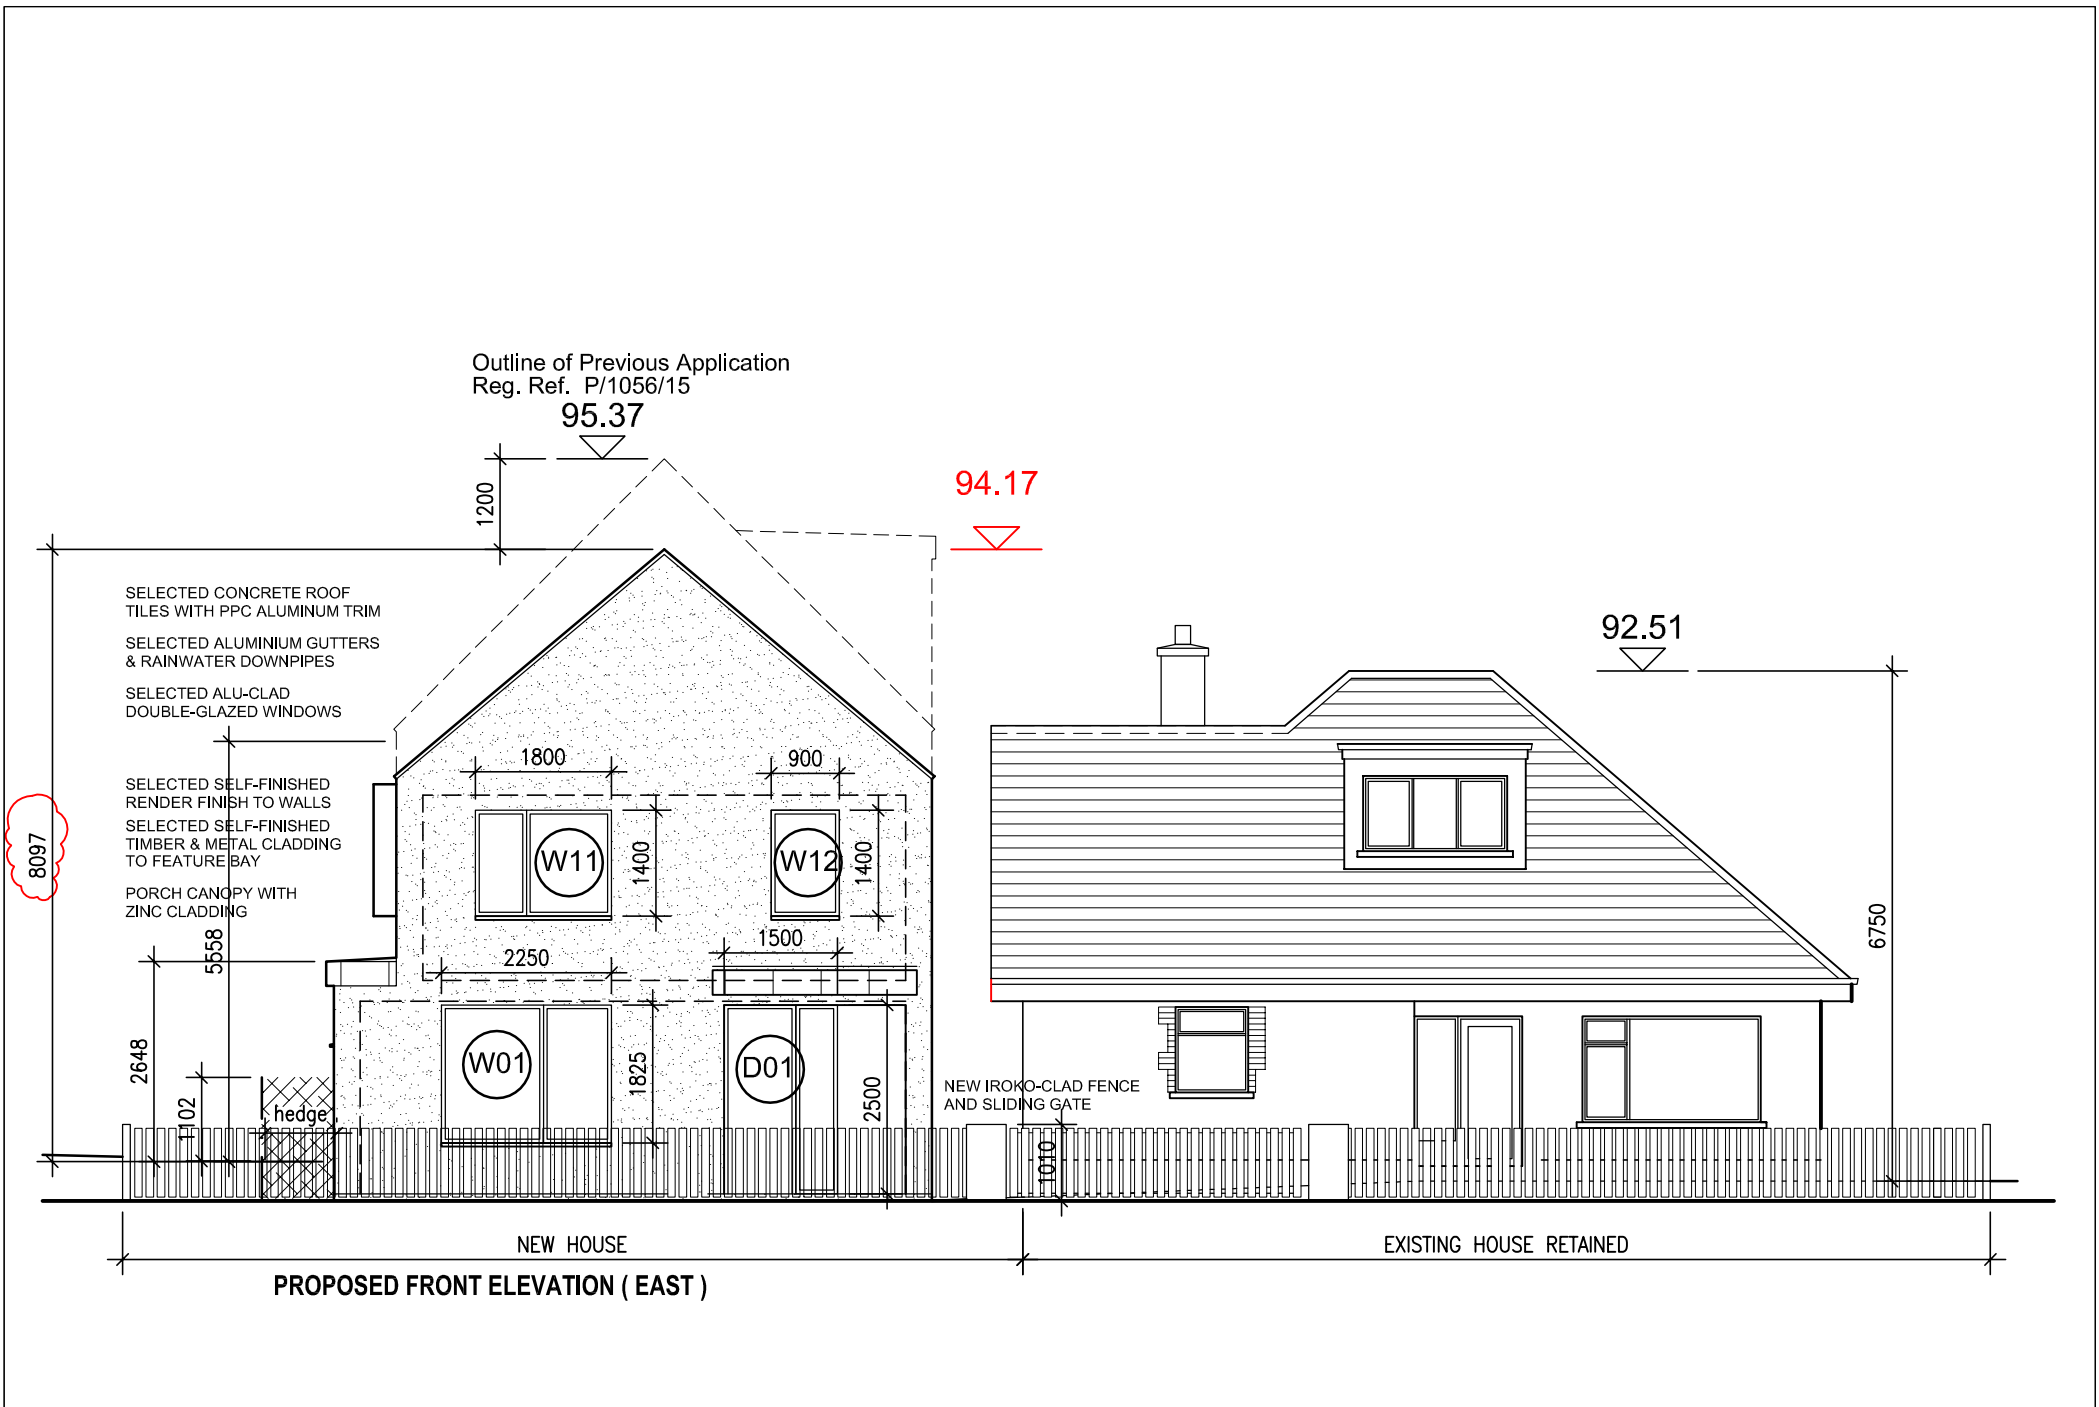 Outline of Previous Application
Reg. Ref. P/1056/15
95.37
1200
94.17
92.51
SELECTED CONCRETE ROOF
TILES WITH PPC ALUMINUM TRIM
SELECTED ALUMINIUM GUTTERS
& RAINWATER DOWNPIPES
SELECTED ALU-CLAD
DOUBLE-GLAZED WINDOWS
SELECTED SELF-FINISHED
RENDER FINISH TO WALLS
SELECTED SELF-FINISHED
TIMBER & METAL CLADDING
TO FEATURE BAY
PORCH CANOPY WITH
ZINC CLADDING
8097
5558
2648
1102
hedge
1800
900
W11
1400
W12
1400
2250
1500
W01
1825
D01
2500
6750
NEW IROKO-CLAD FENCE
AND SLIDING GATE
1010
NEW HOUSE
EXISTING HOUSE RETAINED
PROPOSED FRONT ELEVATION ( EAST )